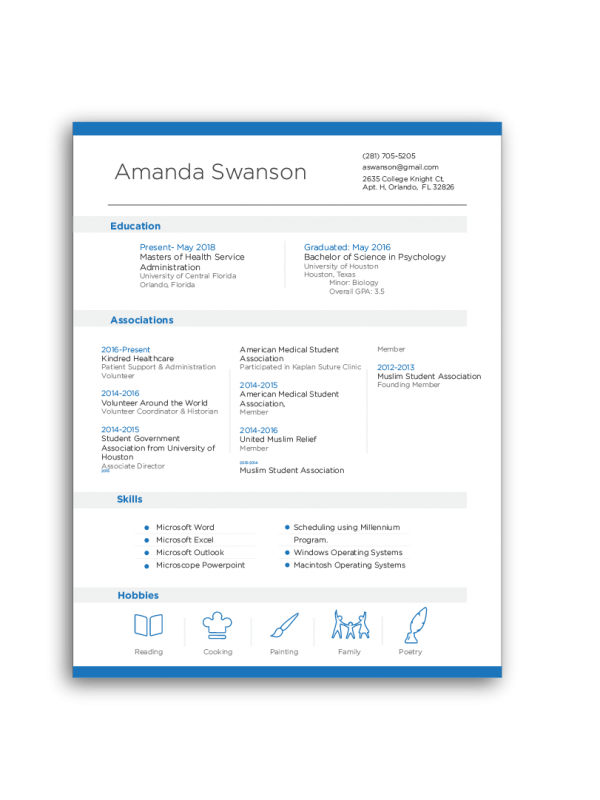 Amanda Swanson
(281) 705-5205
aswanson@gmail.com
2635 College Knight Ct.
Apt. H, Orlando, FL 32826
Education
Present- May 2018
Masters of Health Service
Administration
University of Central Florida
Orlando, Florida
Graduated: May 2016
Bachelor of Science in Psychology
University of Houston
Houston, Texas
Minor: Biology
Overall GPA: 3.5
Associations
2016-Present
Kindred Healthcare
Patient Support & Administration
Volunteer
2014-2016
Volunteer Around the World
Volunteer Coordinator & Historian
2014-2015
Student Government
Association from University of
Houston
Associate Director
American Medical Student
Association
Participated in Kaplan Suture Clinic
2014-2015
American Medical Student
Association,
Member
2014-2016
United Muslim Relief
Member
Muslim Student Association
Member
2012-2013
Muslim Student Association
Founding Member
Skills
Microsoft Word
Microsoft Excel
Microsoft Outlook
Microscope Powerpoint
Scheduling using Millennium
Program.
Windows Operating Systems
Macintosh Operating Systems
Hobbies
Reading
Cooking
Painting
Family
Poetry